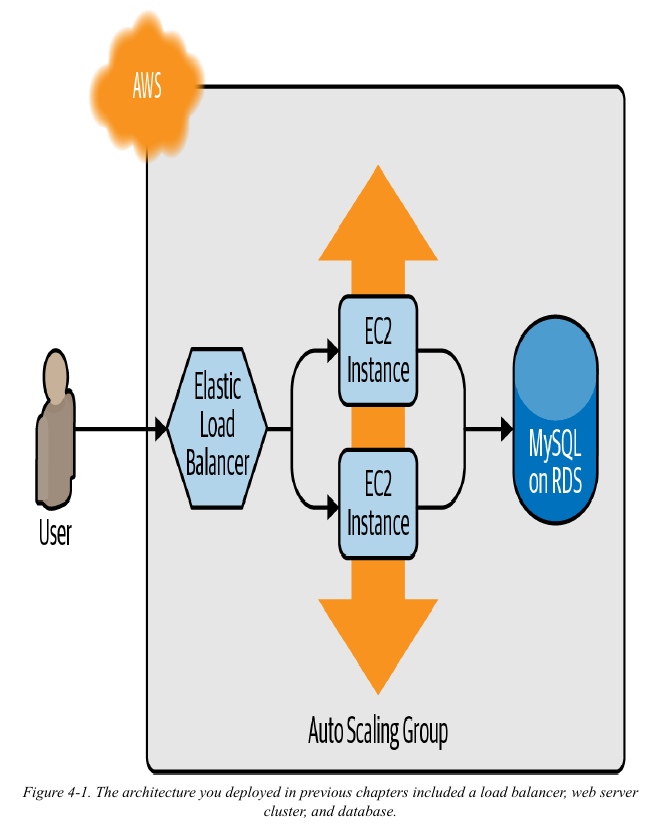 AWS
User
Elastic
Load
Balancer
EC2
Instance
EC2
Instance
MySQL
on RDS
Auto Scaling Group
Figure 4-1. The architecture you deployed in previous chapters included a load balancer, web server
cluster, and database.